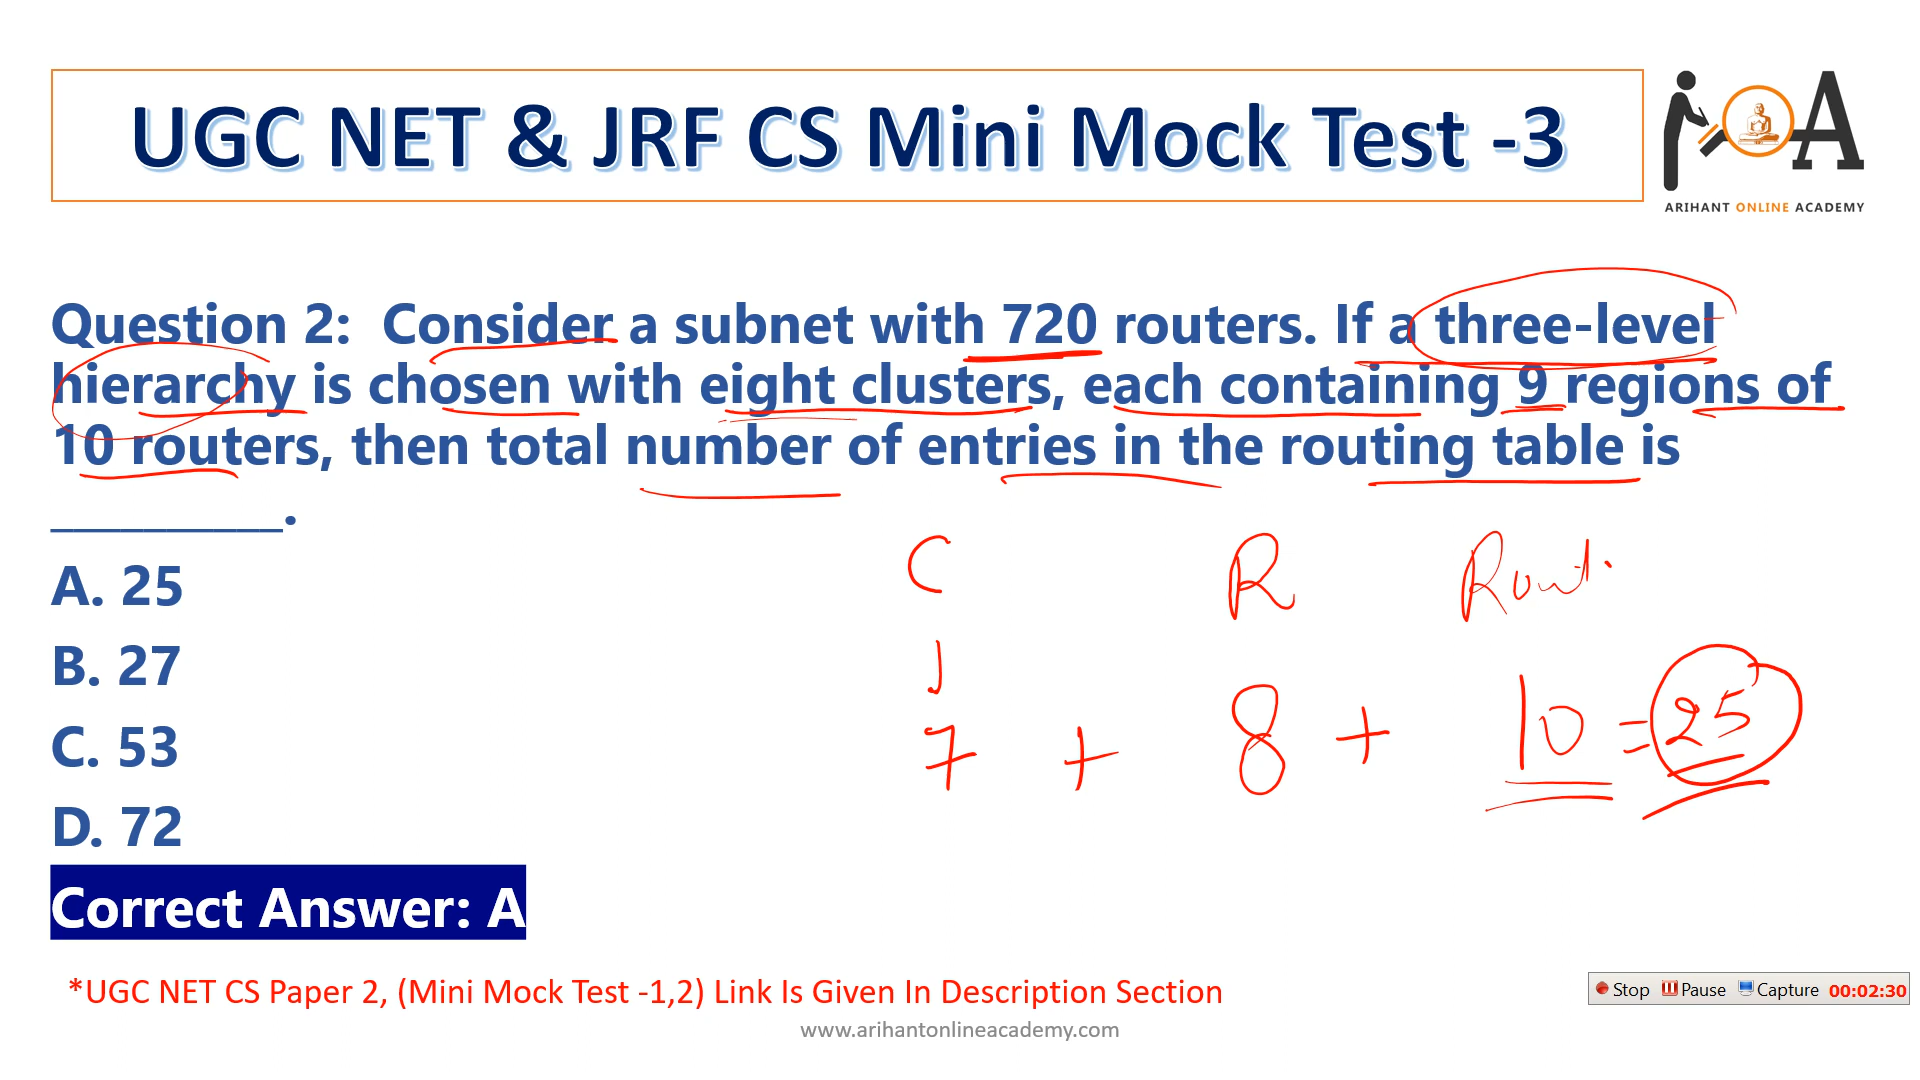 UGC NET & JRF CS Mini Mock Test -3
A
ARIHANT ONLINE ACADEMY
Question 2: Consider a subnet with 720 routers. If a three-level
hierarchy is chosen with eight clusters, each containing 9 regions of
10 routers, then total number of entries in the routing table is
__________.
C R Rout.
A. 25
B. 27
7 + 8 + 10 = 25
C. 53
D. 72
Correct Answer: A
*UGC NET CS Paper 2, (Mini Mock Test -1,2) Link Is Given In Description Section
Stop Pause Capture 00:02:30
www.arihantonlineacademy.com